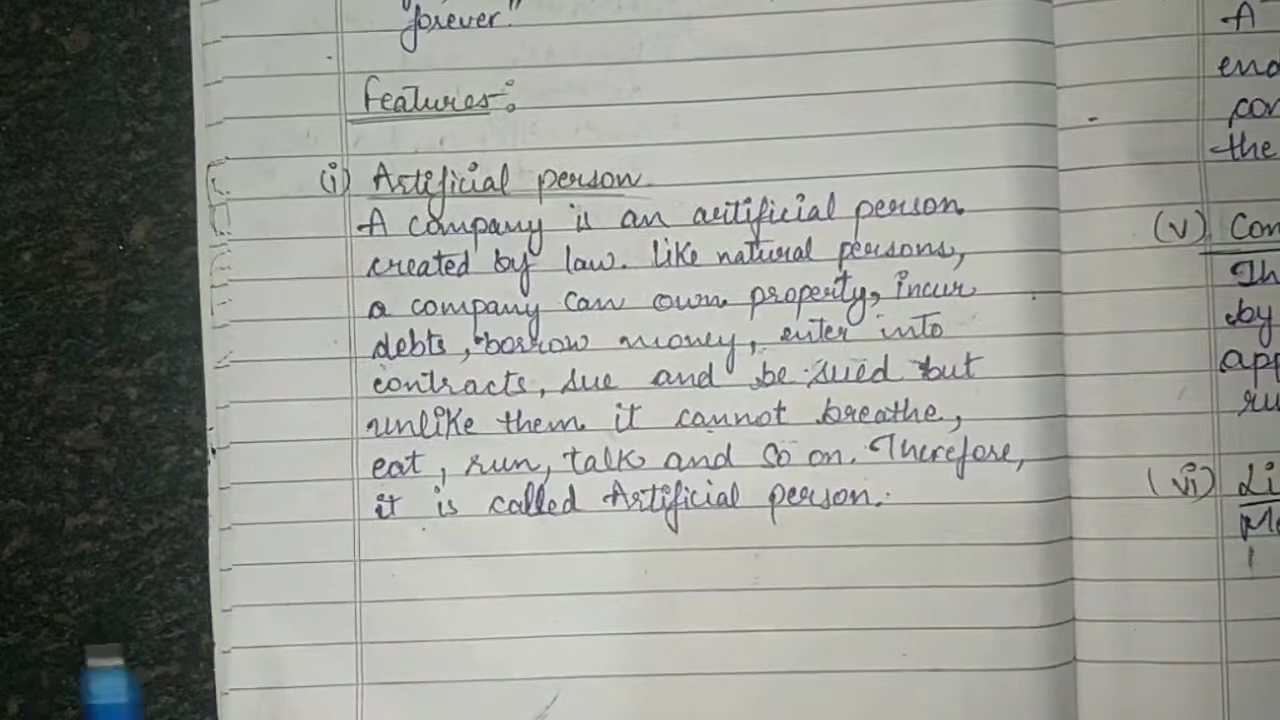 "forever."
Features:
(i) Artificial person
A company is an artificial person
created by law. like natural persons,
a company can own property, incur
debts, borrow money, enter into
contracts, sue and be sued but
unlike them it cannot breathe,
eat, run, talk and so on. Therefore,
it is called Artificial person.
A
the
(v)
by
(vi)